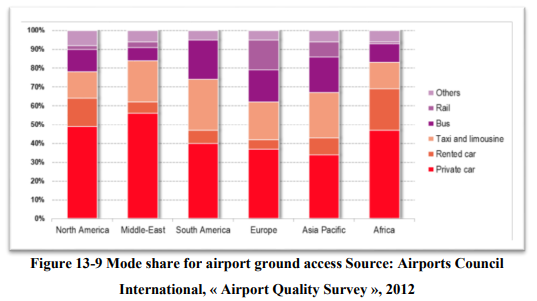 100%
90%
80%
70%
60%
50%
40%
30%
20%
10%
0%
North America Middle-East South America Europe Asia Pacific Africa
Others
Rail
Bus
Taxi and limousine
Rented car
Private car
Figure 13-9 Mode share for airport ground access Source: Airports Council
International, « Airport Quality Survey », 2012